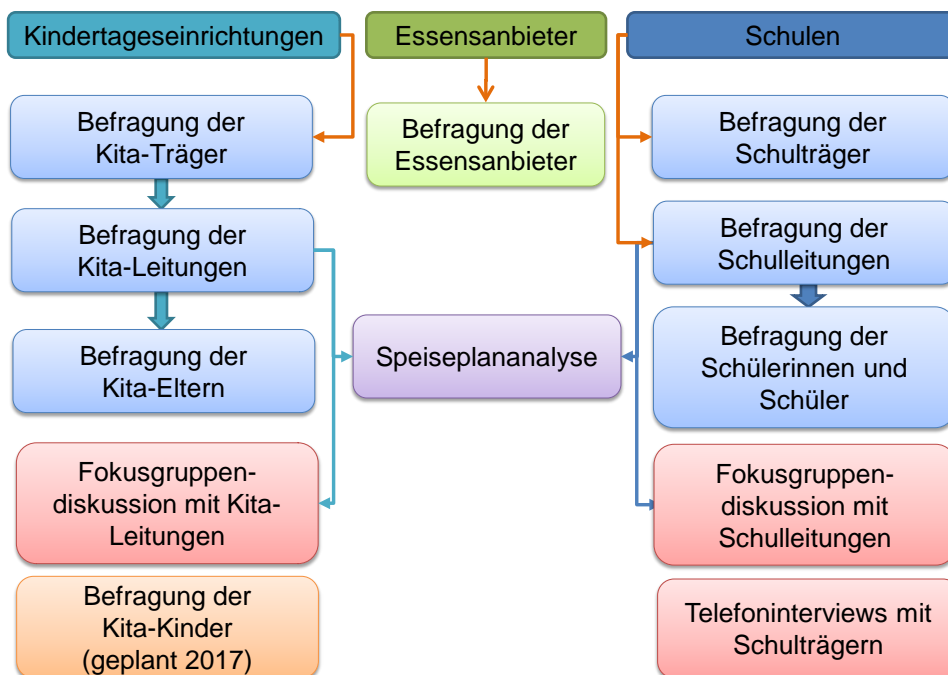 Kindertageseinrichtungen
Essensanbieter
Schulen
Befragung der
Kita-Träger
Befragung der
Essensanbieter
Befragung der
Schulträger
Befragung der
Kita-Leitungen
Befragung der
Schulleitungen
Befragung der
Kita-Eltern
Speiseplananalyse
Befragung der
Schülerinnen und
Schüler
Fokusgruppen-
diskussion mit Kita-
Leitungen
Fokusgruppen-
diskussion mit
Schulleitungen
Befragung der
Kita-Kinder
(geplant 2017)
Telefoninterviews mit
Schulträgern